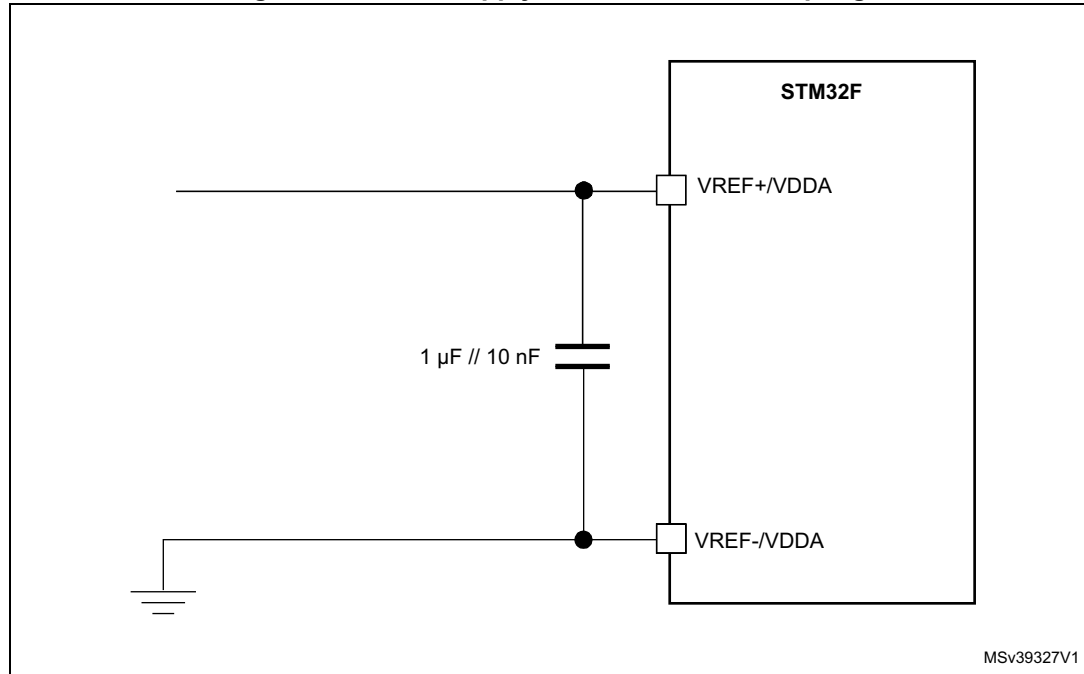 STM32F
VREF+/VDDA
1 µF // 10 nF
VREF-/VDDA
MSv39327V1